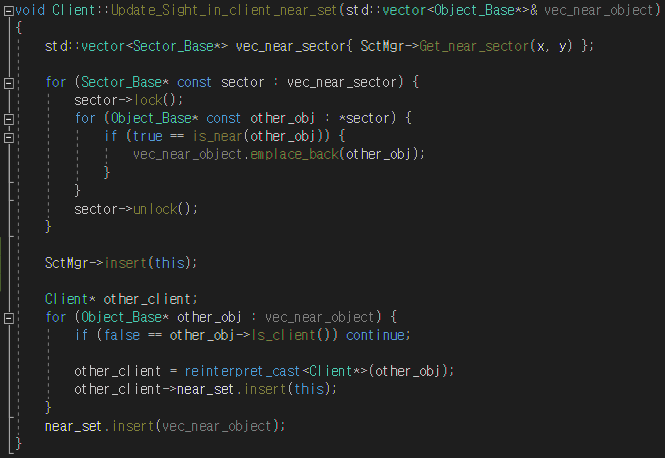 void Client::Update_Sight_in_client_near_set(std::vector<Object_Base*>& vec_near_object)
{
    std::vector<Sector_Base*> vec_near_sector{ SctMgr->Get_near_sector(x, y) };
    for (Sector_Base* const sector : vec_near_sector) {
        sector->lock();
        for (Object_Base* const other_obj : *sector) {
            if (true == is_near(other_obj)) {
                vec_near_object.emplace_back(other_obj);
            }
        }
        sector->unlock();
    }
    SctMgr->insert(this);
    Client* other_client;
    for (Object_Base* other_obj : vec_near_object) {
        if (false == other_obj->Is_client()) continue;
        other_client = reinterpret_cast<Client*>(other_obj);
        other_client->near_set.insert(this);
    }
    near_set.insert(vec_near_object);
}